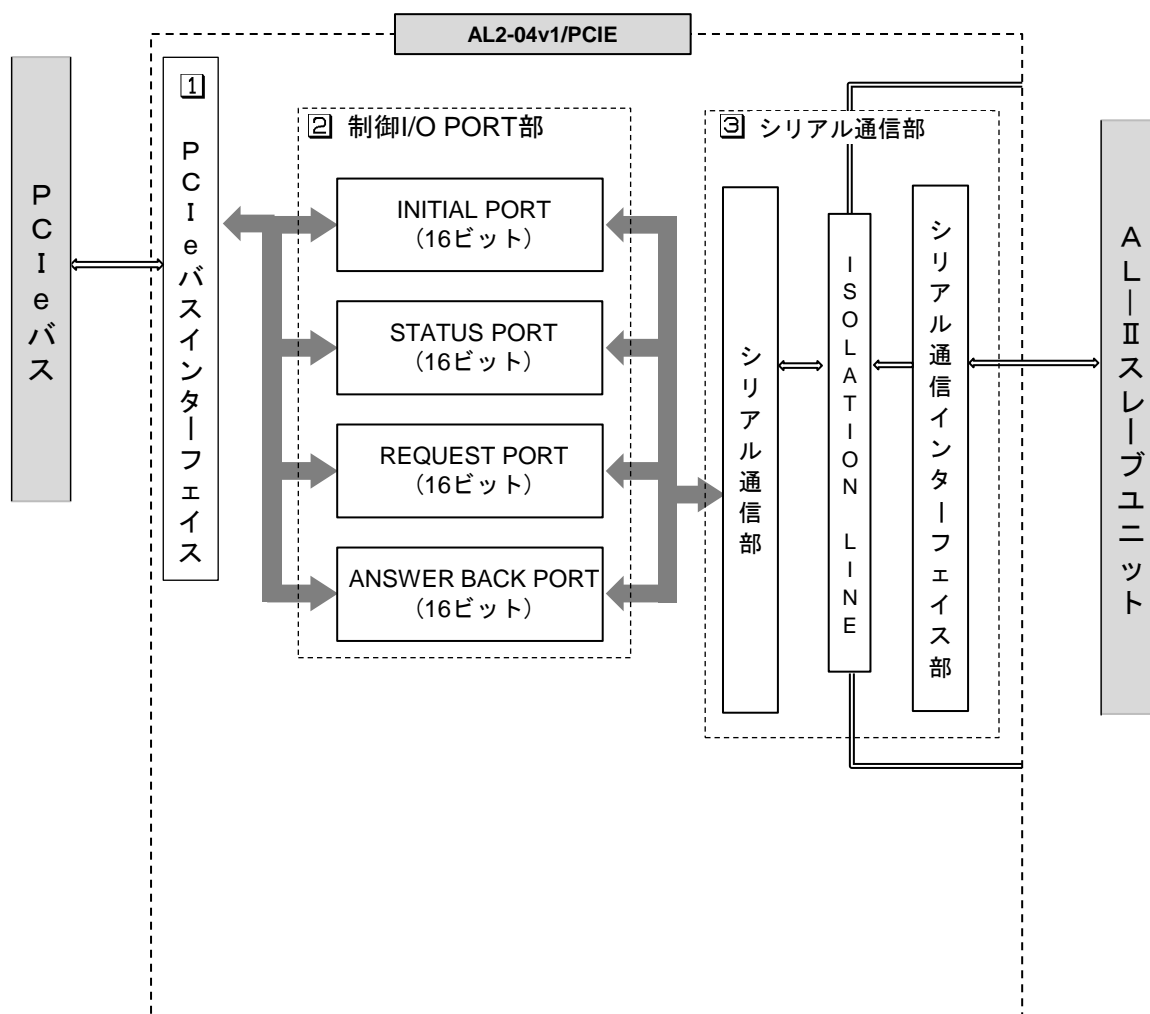 AL2-04v1/PCIE
PCIeバス
1
PCIeバスインターフェイス
2 制御I/O PORT部
INITIAL PORT
(16ビット)
STATUS PORT
(16ビット)
REQUEST PORT
(16ビット)
ANSWER BACK PORT
(16ビット)
3 シリアル通信部
シリアル通信部
ISOLATION LINE
シリアル通信インターフェイス部
AL—Ⅱスレーブユニット